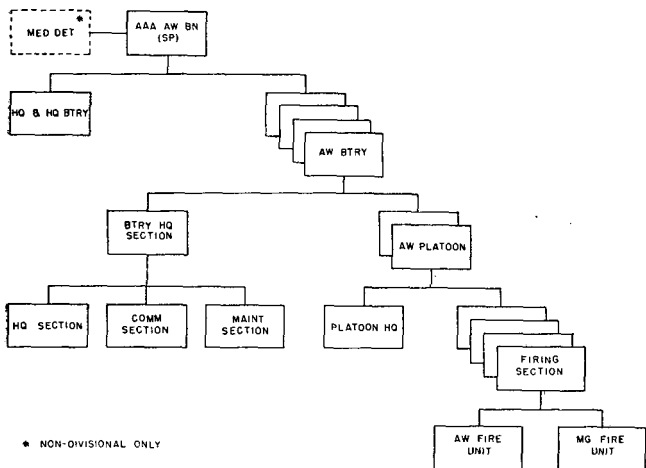 MED DET *
AAA AW BN
(SP)
HQ & HQ BTRY
AW BTRY
BTRY HQ
SECTION
AW PLATOON
HQ SECTION
COMM
SECTION
MAINT
SECTION
PLATOON HQ
FIRING
SECTION
AW FIRE
UNIT
MG FIRE
UNIT
* NON-DIVISIONAL ONLY